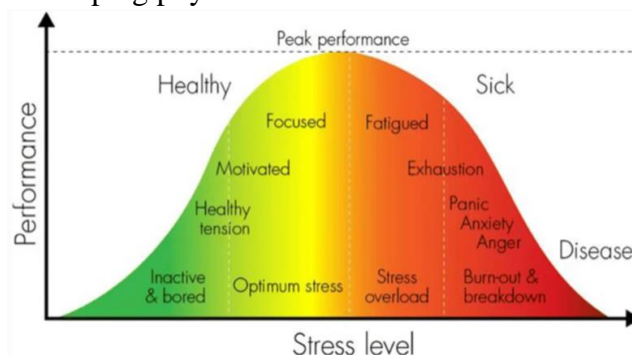 Peak performance
Healthy
Sick
Focused
Fatigued
Motivated
Exhaustion
Healthy
tension
Panic
Anxiety
Anger
Disease
Inactive
& bored
Optimum stress
Stress
overload
Burn-out &
breakdown
Performance
Stress level